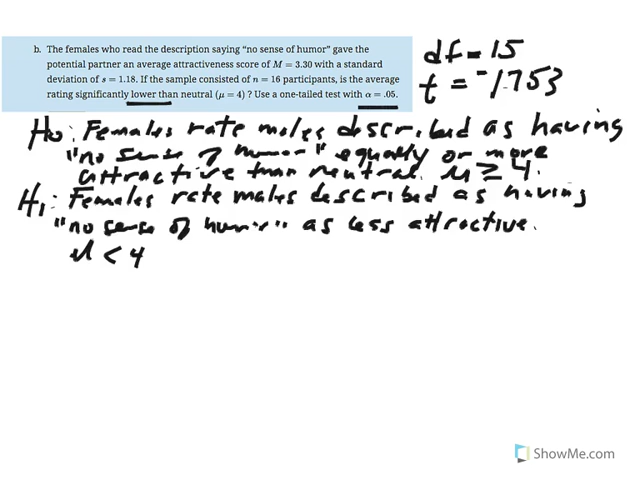 b. The females who read the description saying “no sense of humor” gave the
potential partner an average attractiveness score of M = 3.30 with a standard
deviation of s = 1.18. If the sample consisted of n = 16 participants, is the average
rating significantly lower than neutral (μ = 4) ? Use a one-tailed test with α = .05.
df = 15
t = -1.753
H0: Females rate males described as having
"no sense of humor" equally or more
attractive than neutral. μ ≥ 4.
H1: Females rate males described as having
"no sense of humor" as less attractive.
μ < 4
ShowMe.com